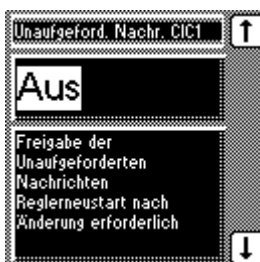 Unaufgeford. Nachr. CIC1
Aus
Freigabe der
Unaufgeforderten
Nachrichten
Reglerneustart nach
Änderung erforderlich